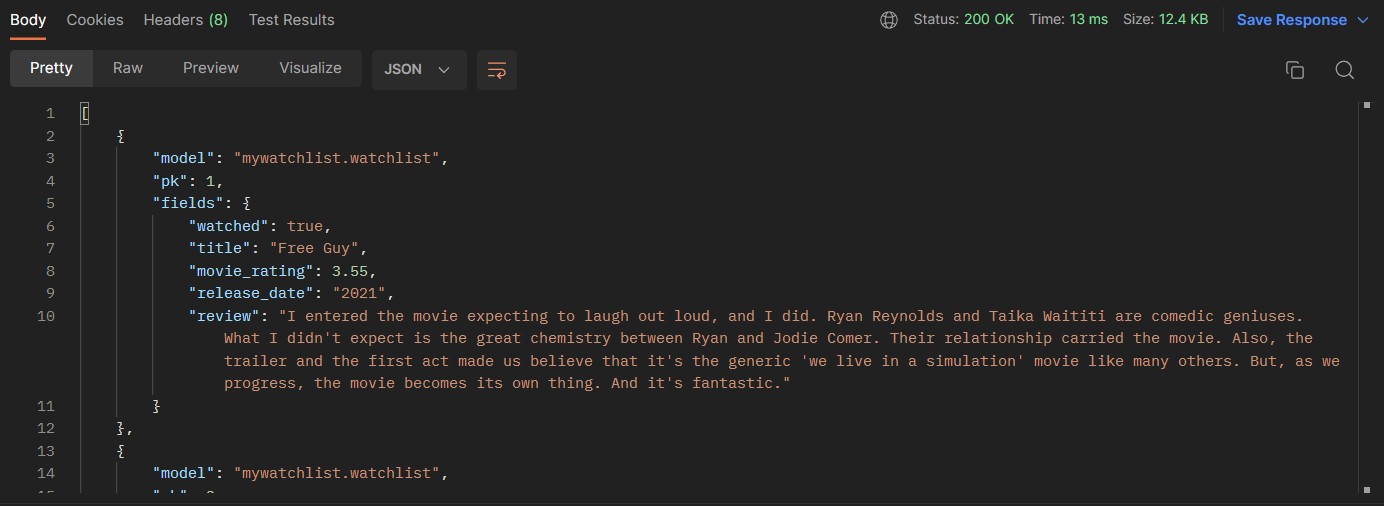 Body Cookies Headers (8) Test Results Status: 200 OK Time: 13 ms Size: 12.4 KB Save Response
Pretty Raw Preview Visualize JSON
1 [
2 {
3 "model": "mywatchlist.watchlist",
4 "pk": 1,
5 "fields": {
6 "watched": true,
7 "title": "Free Guy",
8 "movie_rating": 3.55,
9 "release_date": "2021",
10 "review": "I entered the movie expecting to laugh out loud, and I did. Ryan Reynolds and Taika Waititi are comedic geniuses.
What I didn't expect is the great chemistry between Ryan and Jodie Comer. Their relationship carried the movie. Also, the
trailer and the first act made us believe that it's the generic 'we live in a simulation' movie like many others. But, as we
progress, the movie becomes its own thing. And it's fantastic."
11 }
12 },
13 {
14 "model": "mywatchlist.watchlist",